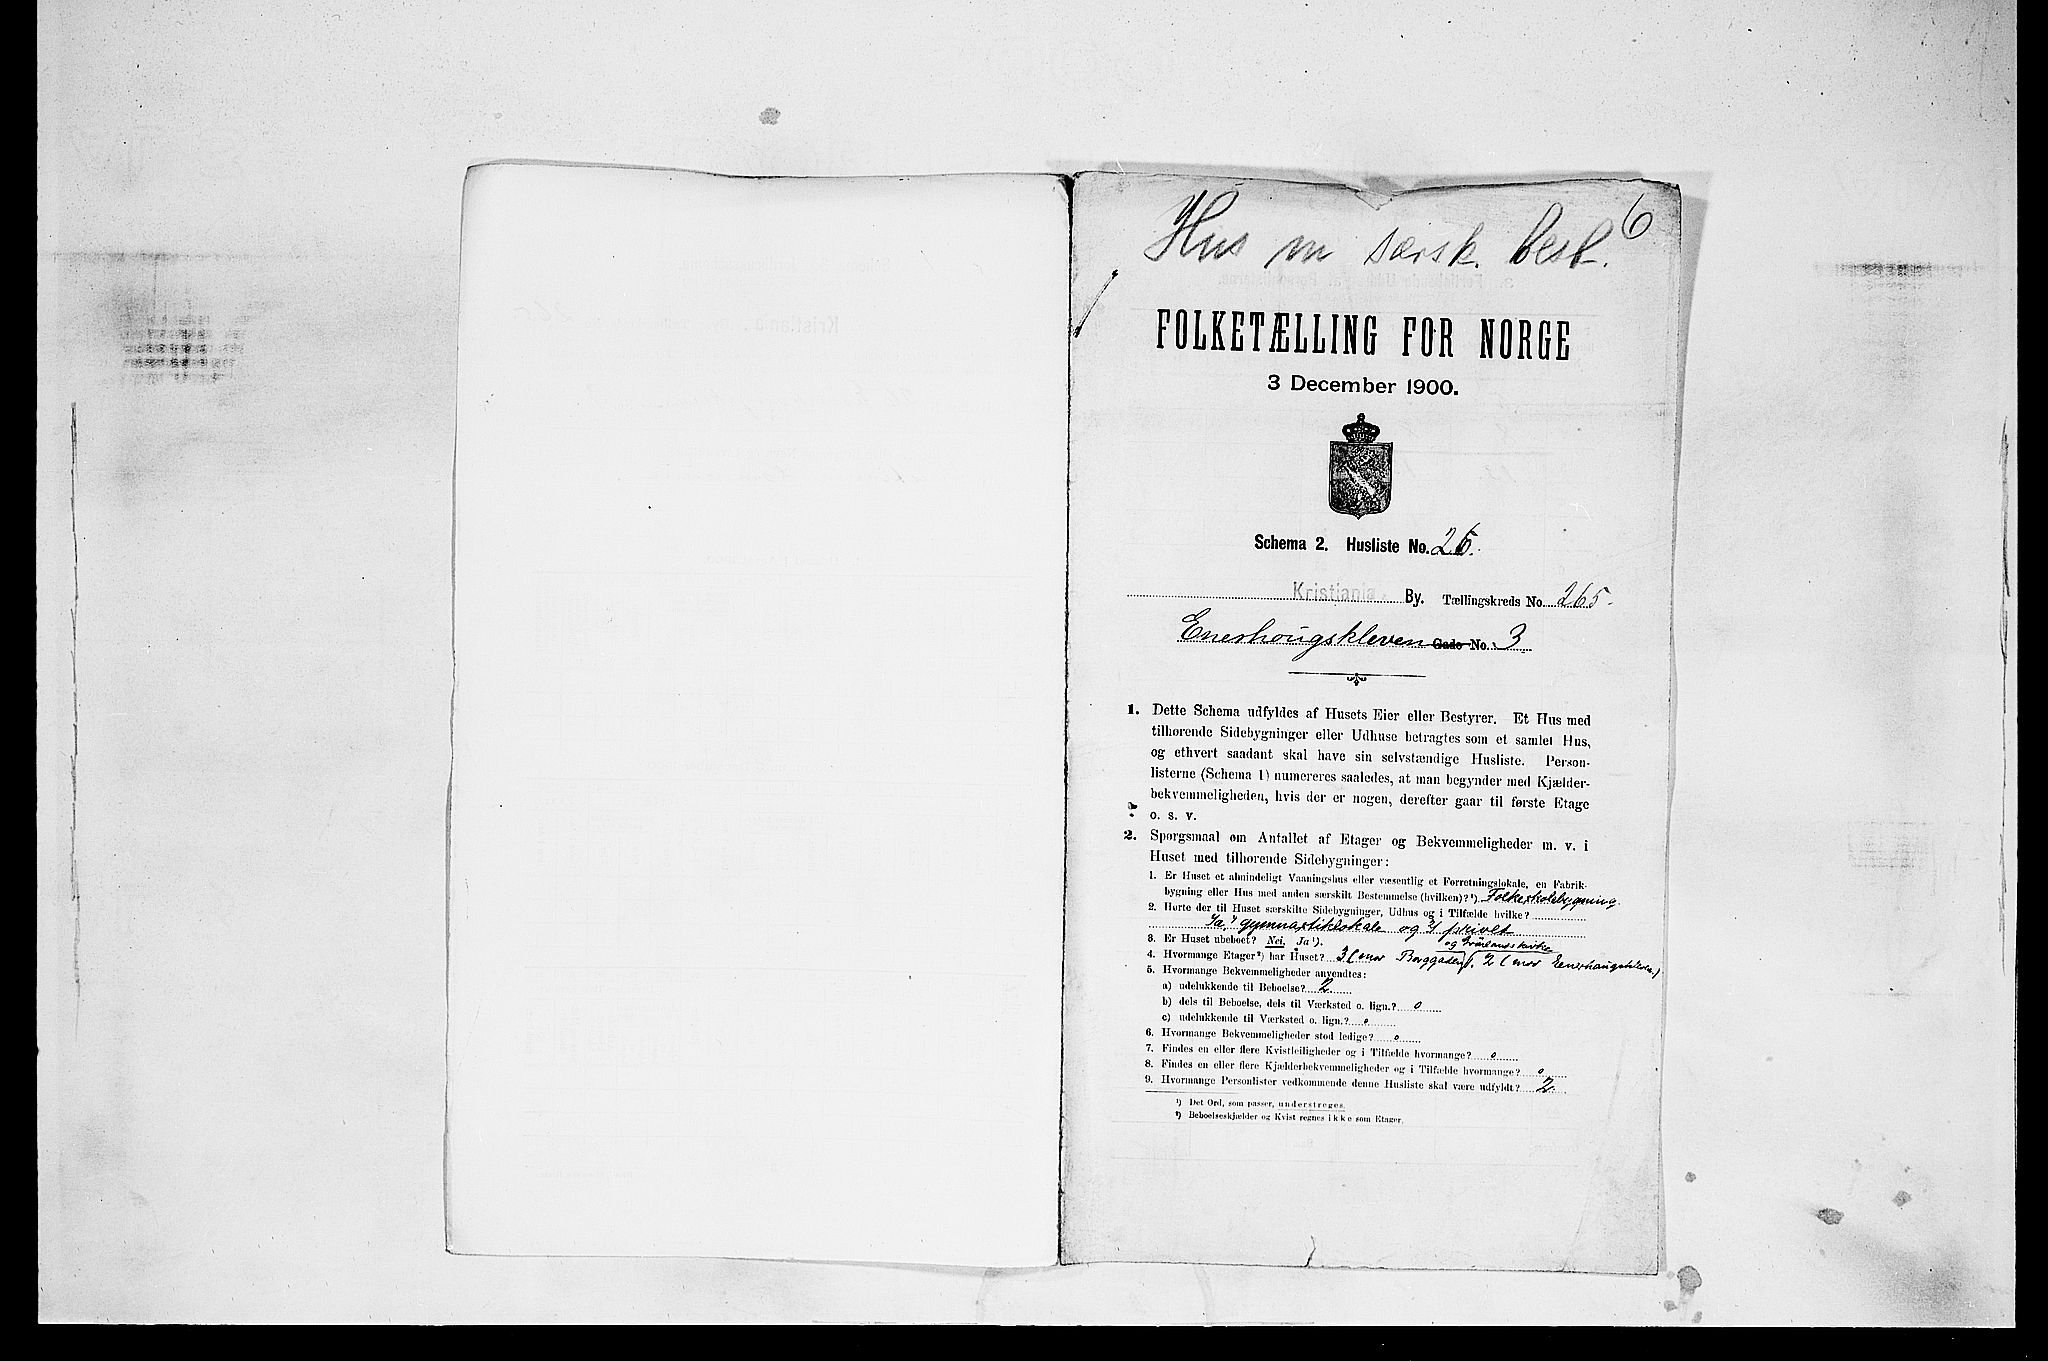 6
Hus m særsk. best.
FOLKETÆLLING FOR NORGE
3 December 1900.
Schema 2. Husliste No. 26.
Kristiania By. Tællingskreds No. 265.
Enerhougskleven Gade No. 3
1. Dette Schema udfyldes af Husets Eier eller Bestyrer. Et Hus med
tilhørende Sidebygninger eller Udhuse betragtes som et samlet Hus,
og ethvert saadant skal have sin selvstændige Husliste. Person-
listerne (Schema 1) numereres saaledes, at man begynder med Kjælder-
bekvemmeligheden, hvis der er nogen, derefter gaar til første Etage
o. s. v.
2. Spørgsmaal om Antallet af Etager og Bekvemmeligheder m. v. i
Huset med tilhørende Sidebygninger:
1. Er Huset et almindeligt Vaaningshus eller væsentlig et Forretningslokale, en Fabrik-
bygning eller Hus med anden særskilt Bestemmelse (hvilken)?¹) Folkeskolebygning.
2. Hørte der til Huset særskilte Sidebygninger, Udhus og i Tilfælde hvilke?
Ja, gymnastiklokale og
3. Er Huset ubeboet? Nei. Ja¹).
og Grønlandskirke
4. Hvormange Etager²) har Huset? 3 (mod Borggaden). 2 (mod Enerhaugskleven)
5. Hvormange Bekvemmeligheder anvendtes:
a) udelukkende til Beboelse? 2
b) dels til Beboelse, dels til Værksted o. lign.? 0
c) udelukkende til Værksted o. lign.? 0
6. Hvormange Bekvemmeligheder stod ledige? 0
7. Findes en eller flere Kvistleiligheder og i Tilfælde hvormange? 0
8. Findes en eller flere Kjælderbekvemmeligheder og i Tilfælde hvormange? 0
9. Hvormange Personlister vedkommende denne Husliste skal være udfyldt? 2.
¹) Det Ord, som passer, understreges.
²) Beboelseskjælder og Kvist regnes ikke som Etager.